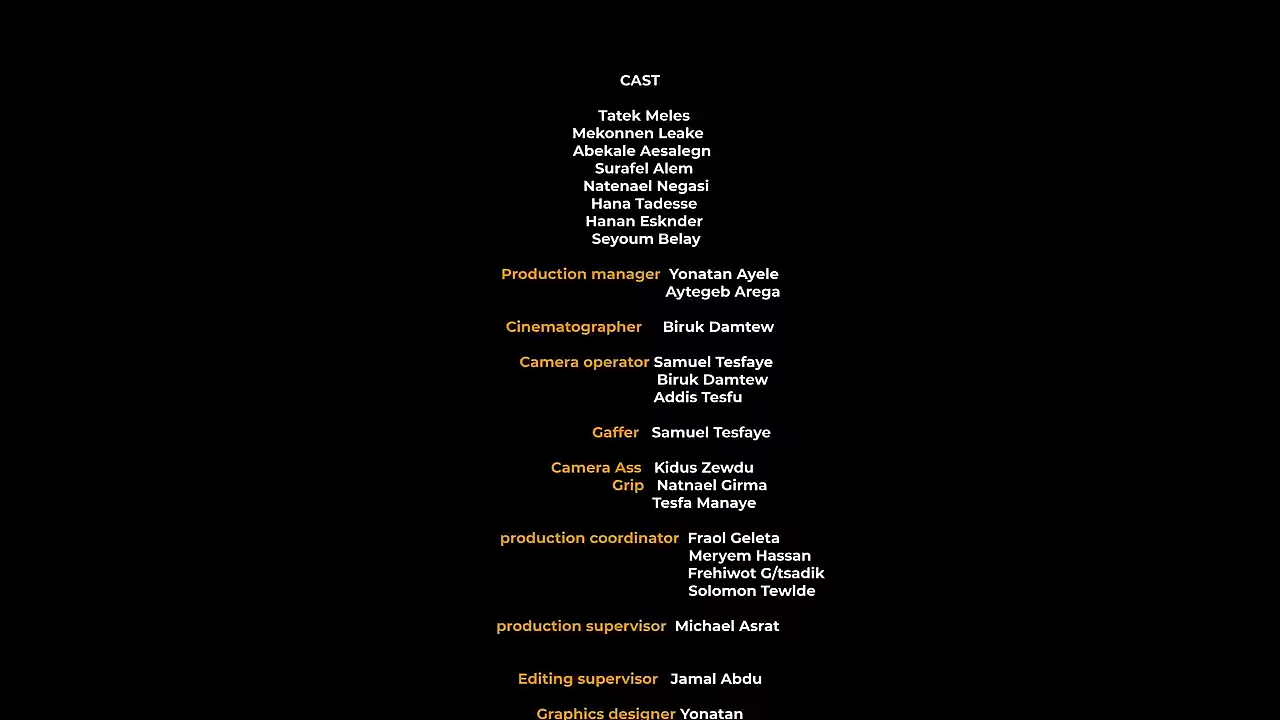 CAST
Tatek Meles
Mekonnen Leake
Abekale Aesalegn
Surafel Alem
Natenael Negasi
Hana Tadesse
Hanan Esknder
Seyoum Belay
Production manager Yonatan Ayele
Aytegeb Arega
Cinematographer Biruk Damtew
Camera operator Samuel Tesfaye
Biruk Damtew
Addis Tesfu
Gaffer Samuel Tesfaye
Camera Ass Kidus Zewdu
Grip Natnael Girma
Tesfa Manaye
production coordinator Fraol Geleta
Meryem Hassan
Frehiwot G/tsadik
Solomon Tewlde
production supervisor Michael Asrat
Editing supervisor Jamal Abdu
Graphics designer Yonatan